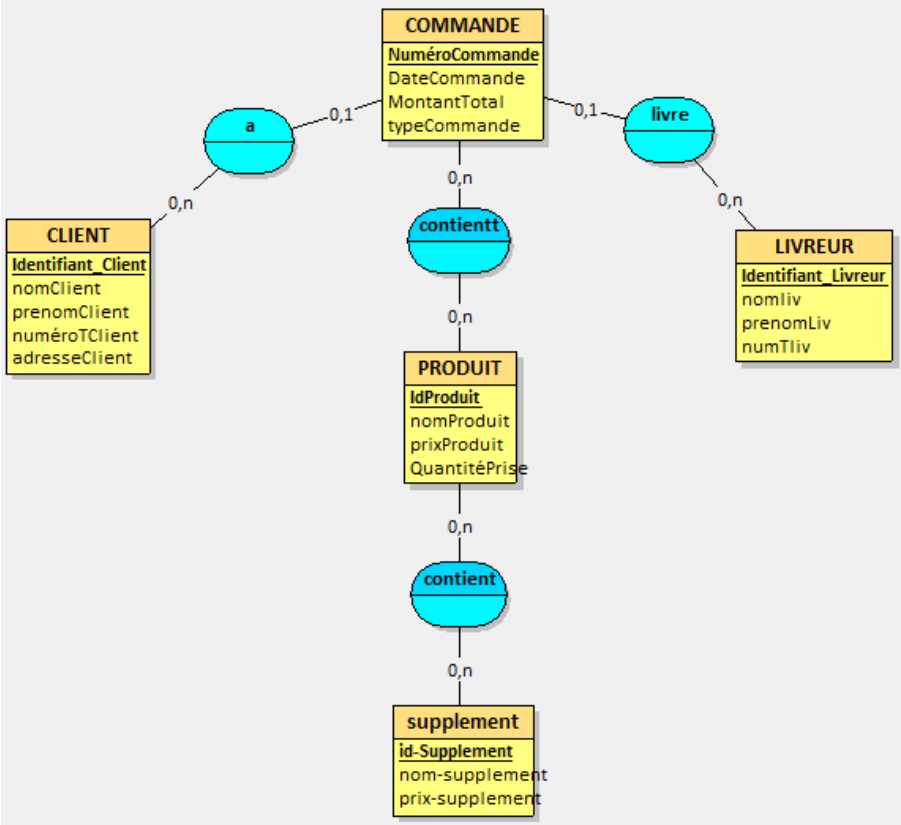 COMMANDE
NuméroCommande
DateCommande
MontantTotal
typeCommande
0,1
0,1
a
livre
0,n
0,n
0,n
contientt
CLIENT
Identifiant_Client
nomClient
prenomClient
numéroTClient
adresseClient
LIVREUR
Identifiant_Livreur
nomliv
prenomLiv
numTliv
0,n
PRODUIT
IdProduit
nomProduit
prixProduit
QuantitéPrise
0,n
contient
0,n
supplement
id-Supplement
nom-supplement
prix-supplement